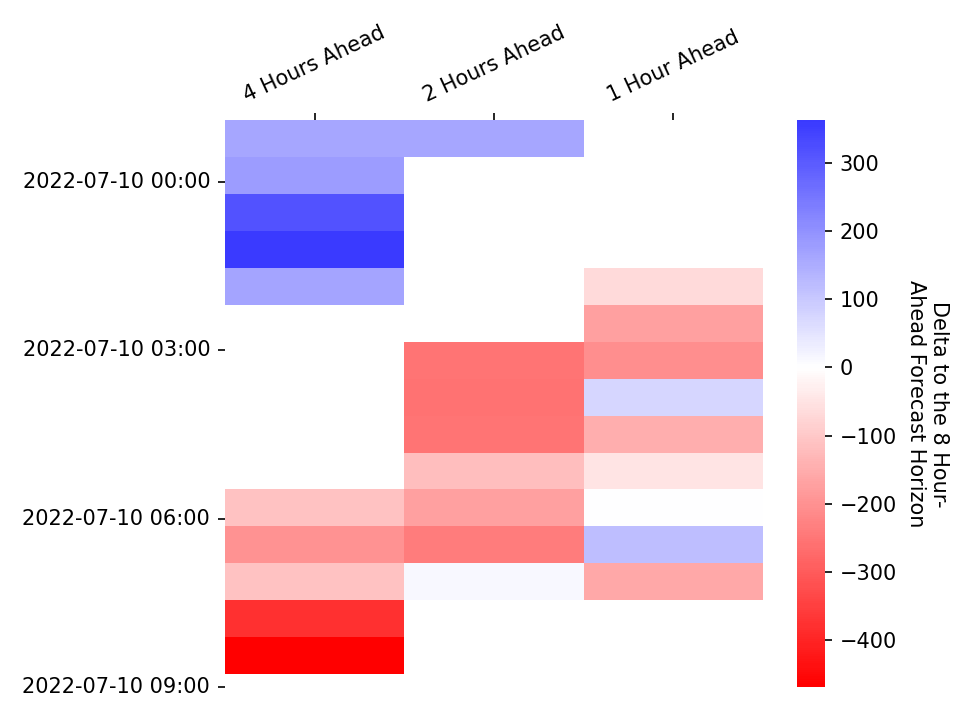 4 Hours Ahead
2 Hours Ahead
1 Hour Ahead
2022-07-10 00:00
2022-07-10 03:00
2022-07-10 06:00
2022-07-10 09:00
300
200
100
0
−100
−200
−300
−400
Delta to the 8 Hour-
Ahead Forecast Horizon